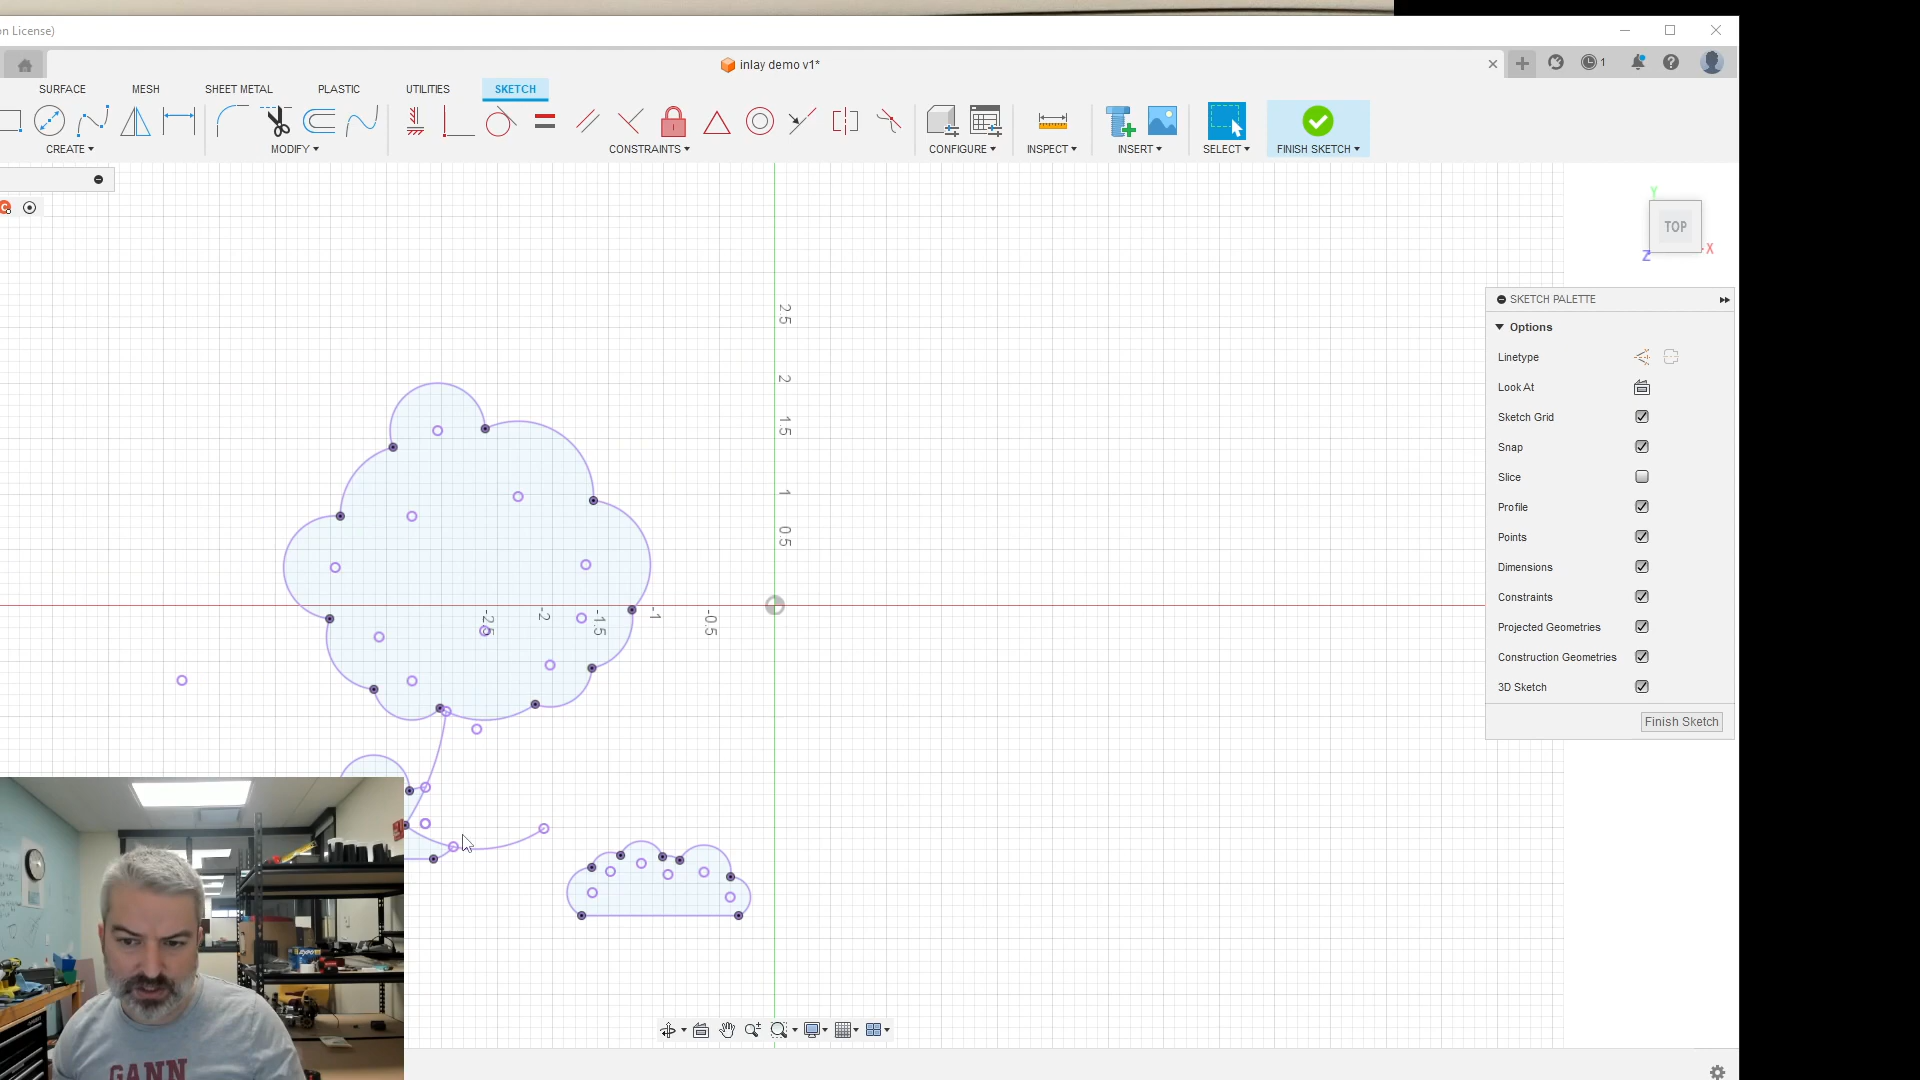 on License)
inlay demo v1*
1
SURFACE
MESH
SHEET METAL
PLASTIC
UTILITIES
SKETCH
CREATE
MODIFY
CONSTRAINTS
CONFIGURE
INSPECT
INSERT
SELECT
FINISH SKETCH
TOP
Y
X
Z
SKETCH PALETTE
Options
Linetype
Look At
Sketch Grid
Snap
Slice
Profile
Points
Dimensions
Constraints
Projected Geometries
Construction Geometries
3D Sketch
Finish Sketch
2.5
2
1.5
1
0.5
-2.5
-2
-1.5
-1
-0.5
GANN